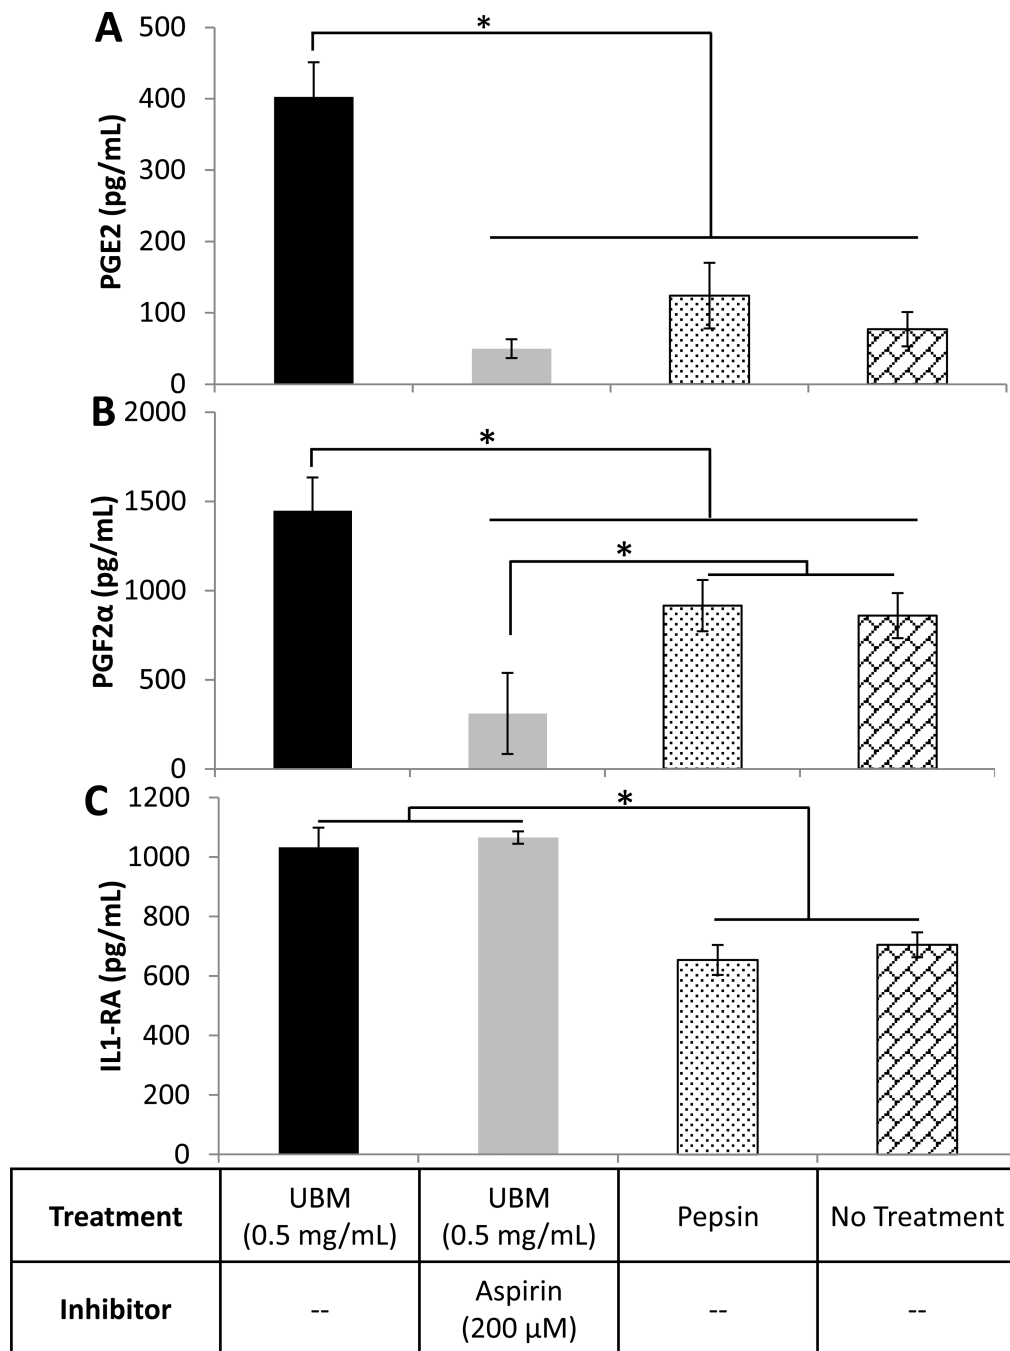 A
500
*
400
300
200
100
0
PGE2 (pg/mL)
B
2000
*
1500
*
1000
500
0
PGF2α (pg/mL)
C
1200
*
1000
800
600
400
200
0
IL1-RA (pg/mL)
Treatment
UBM
(0.5 mg/mL)
UBM
(0.5 mg/mL)
Pepsin
No Treatment
Inhibitor
--
Aspirin
(200 µM)
--
--